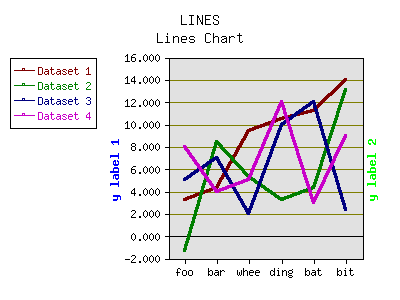 LINES
Lines Chart
Dataset 1
Dataset 2
Dataset 3
Dataset 4
y label 1
16.000
14.000
12.000
10.000
8.000
6.000
4.000
2.000
0.000
-2.000
foo bar whee ding bat bit
y label 2